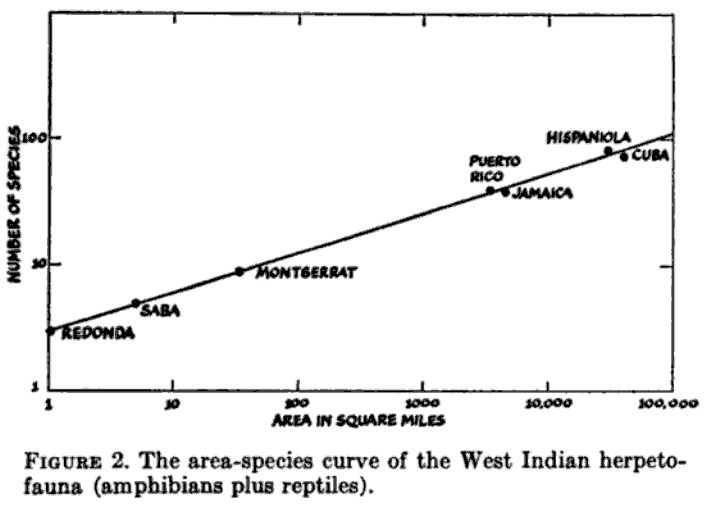 NUMBER OF SPECIES
100
10
1
HISPANIOLA
CUBA
PUERTO
RICO
JAMAICA
MONTSERRAT
SABA
REDONDA
1 10 100 1000 10,000 100,000
AREA IN SQUARE MILES
FIGURE 2. The area-species curve of the West Indian herpeto-
fauna (amphibians plus reptiles).